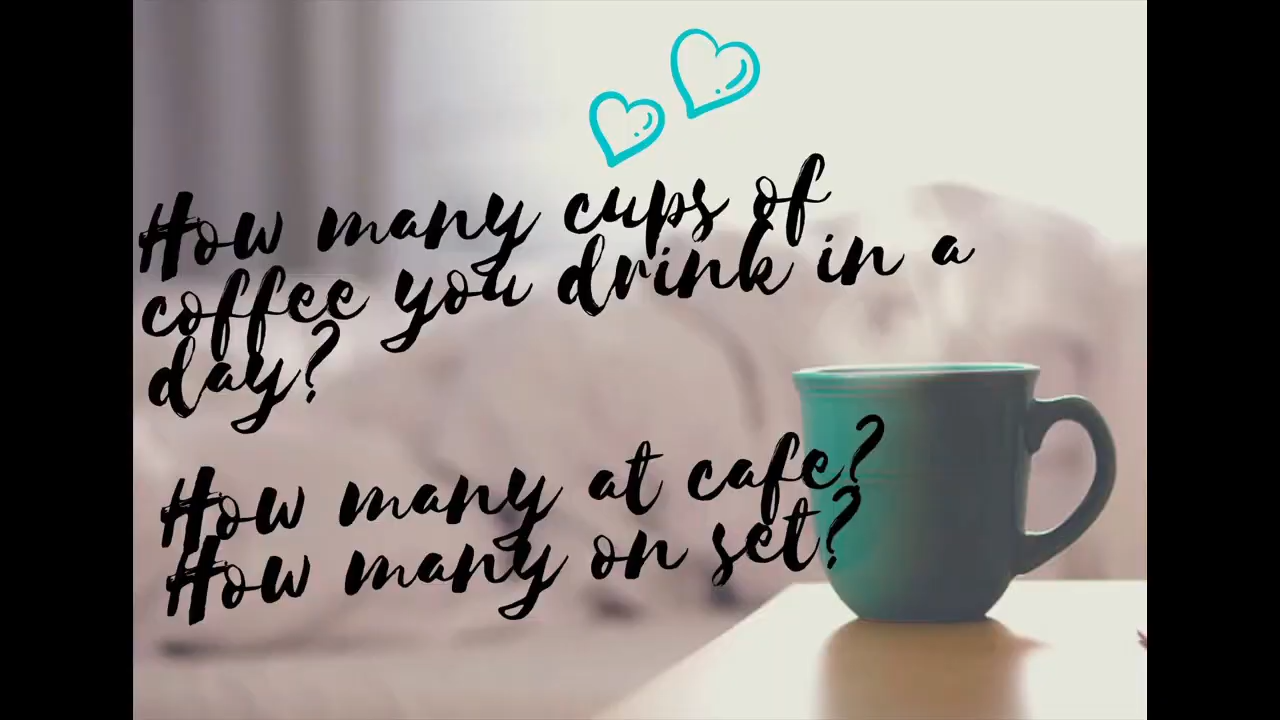 How many cups of
coffee you drink in a
day?
How many at cafe?
How many on set?